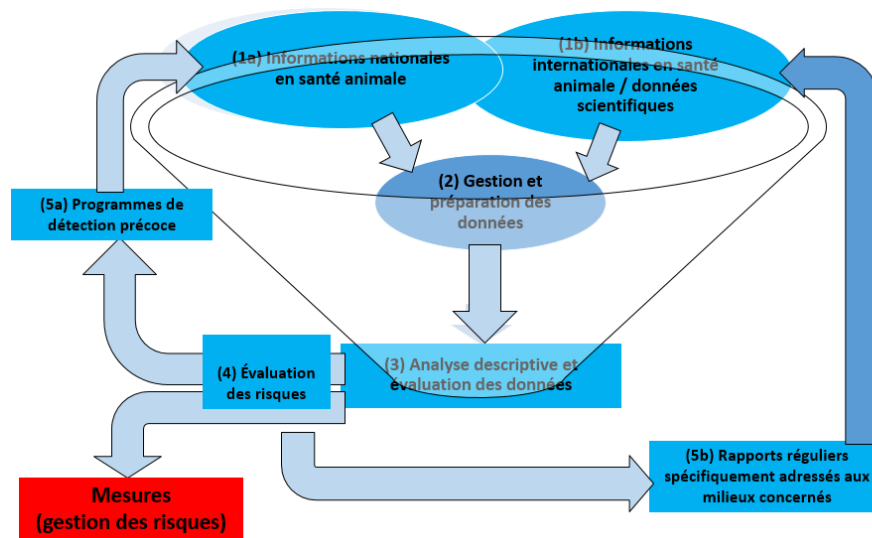 (1a) Informations nationales
en santé animale
(1b) Informations
internationales en santé
animale / données
scientifiques
(2) Gestion et
préparation des
données
(5a) Programmes de
détection précoce
(3) Analyse descriptive et
évaluation des données
(4) Évaluation
des risques
(5b) Rapports réguliers
spécifiquement adressés aux
milieux concernés
Mesures
(gestion des risques)